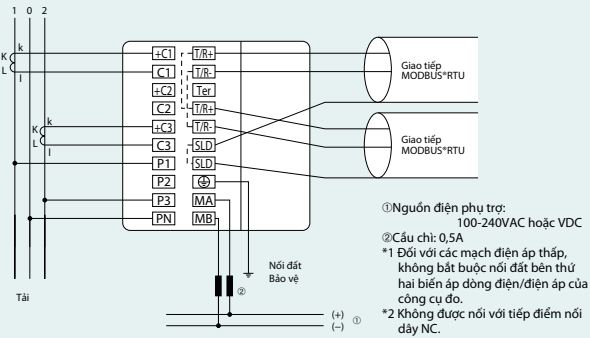 1 0 2
K k
L l
K k
L l
+C1 T/R+
C1 T/R-
+C2 Ter
C2 T/R+
+C3 T/R-
C3 SLD
P1 SLD
P2
P3 MA
PN MB
Giao tiếp
MODBUS*RTU
Giao tiếp
MODBUS*RTU
Nối đất
Bảo vệ
②
Tải
(+)
(−)
①
①Nguồn điện phụ trợ:
100-240VAC hoặc VDC
②Cầu chì: 0,5A
*1 Đối với các mạch điện áp thấp,
không bắt buộc nối đất bên thứ
hai biến áp dòng điện/điện áp của
công cụ đo.
*2 Không được nối với tiếp điểm nối
dây NC.